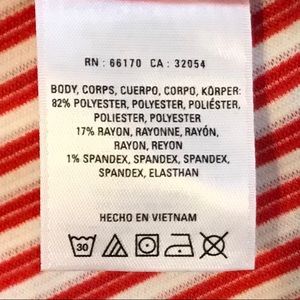 RN : 66170 CA : 32054
BODY, CORPS, CUERPO, CORPO, KÖRPER:
82% POLYESTER, POLYESTER, POLIÉSTER,
POLIESTER, POLYESTER
17% RAYON, RAYONNE, RAYÓN,
RAYON, REYON
1% SPANDEX, SPANDEX, SPANDEX,
SPANDEX, ELASTHAN
HECHO EN VIETNAM
30